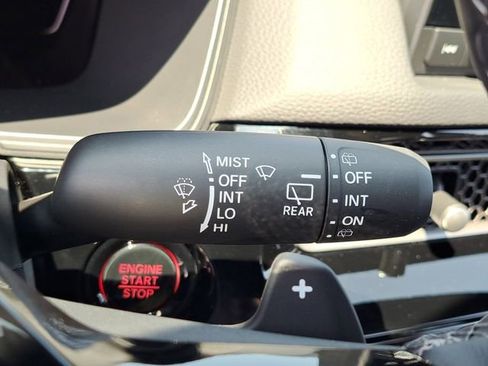 MIST
OFF
INT
LO
HI
REAR
OFF
INT
ON
ENGINE
START
STOP
+